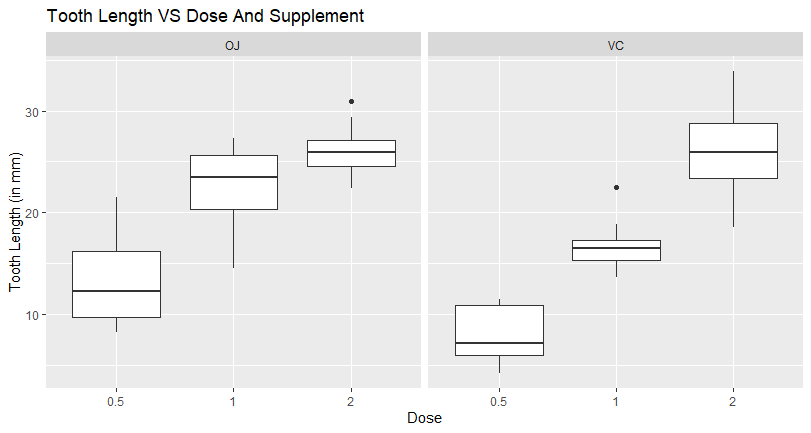 Tooth Length VS Dose And Supplement
OJ
VC
Tooth Length (in mm)
30
20
10
0.5
1
2
0.5
1
2
Dose